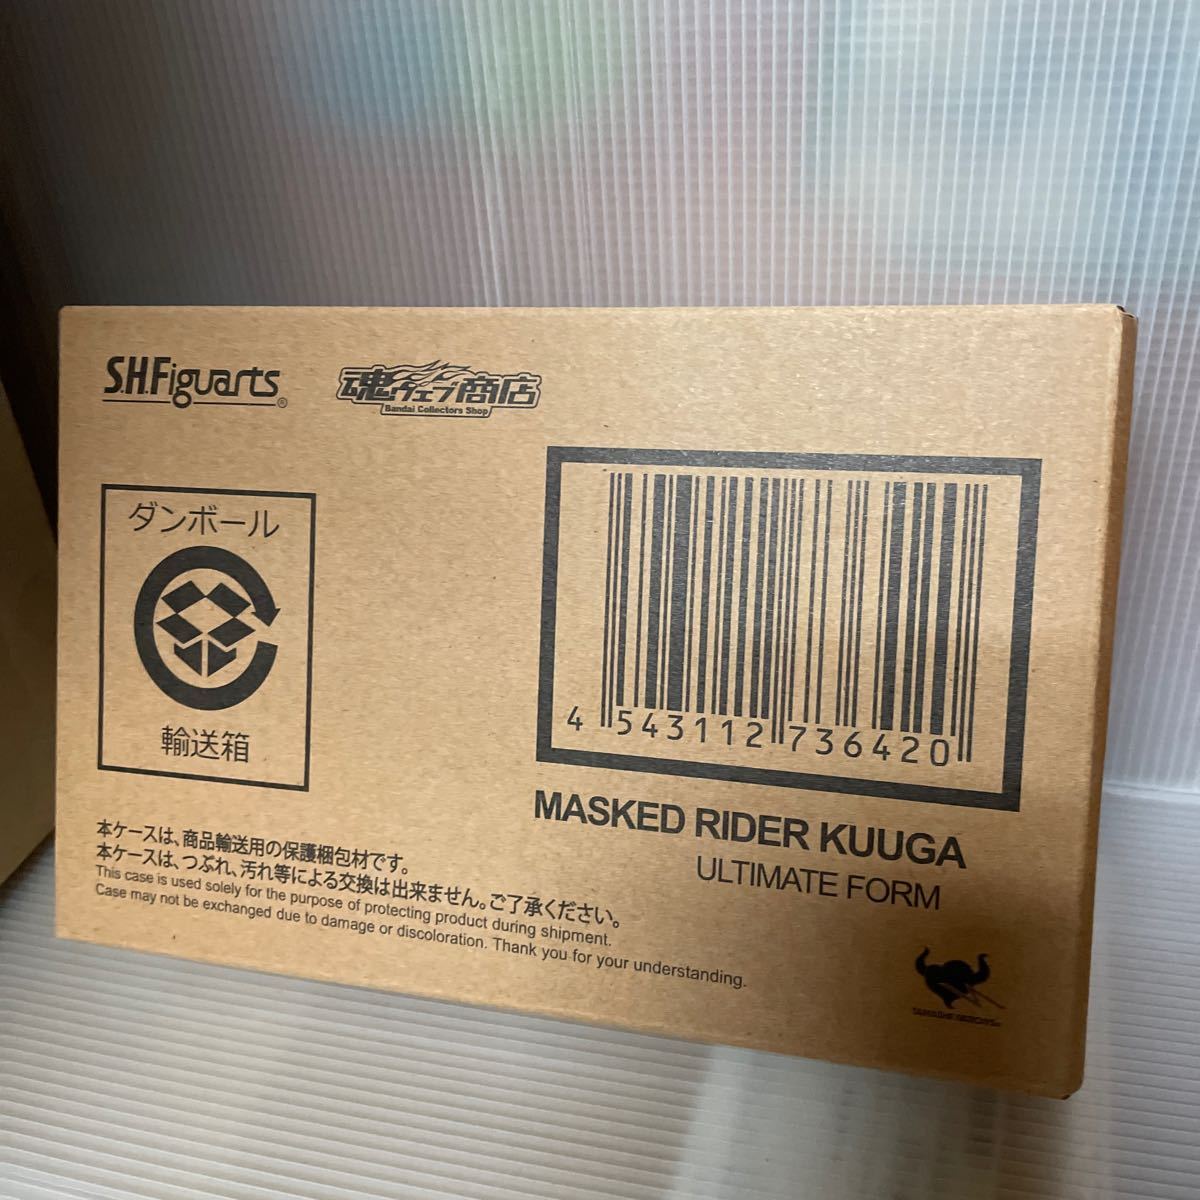 S.H.Figuarts®
魂ウェブ商店
Bandai Collectors Shop
ダンボール
輸送箱
4 543112 736420
MASKED RIDER KUUGA
ULTIMATE FORM
本ケースは、商品輸送用の保護梱包材です。
本ケースは、つぶれ、汚れ等による交換は出来ません。ご了承ください。
This case is used solely for the purpose of protecting product during shipment.
Case may not be exchanged due to damage or discoloration. Thank you for your understanding.
TAMASHII NATIONS